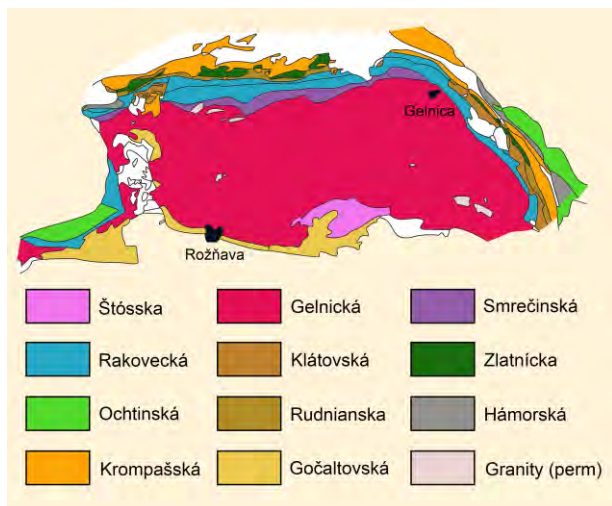 Gelnica
Rožňava
Štósska
Gelnická
Smrečinská
Rakovecká
Klátovská
Zlatnícka
Ochtinská
Rudnianska
Hámorská
Krompašská
Gočaltovská
Granity (perm)